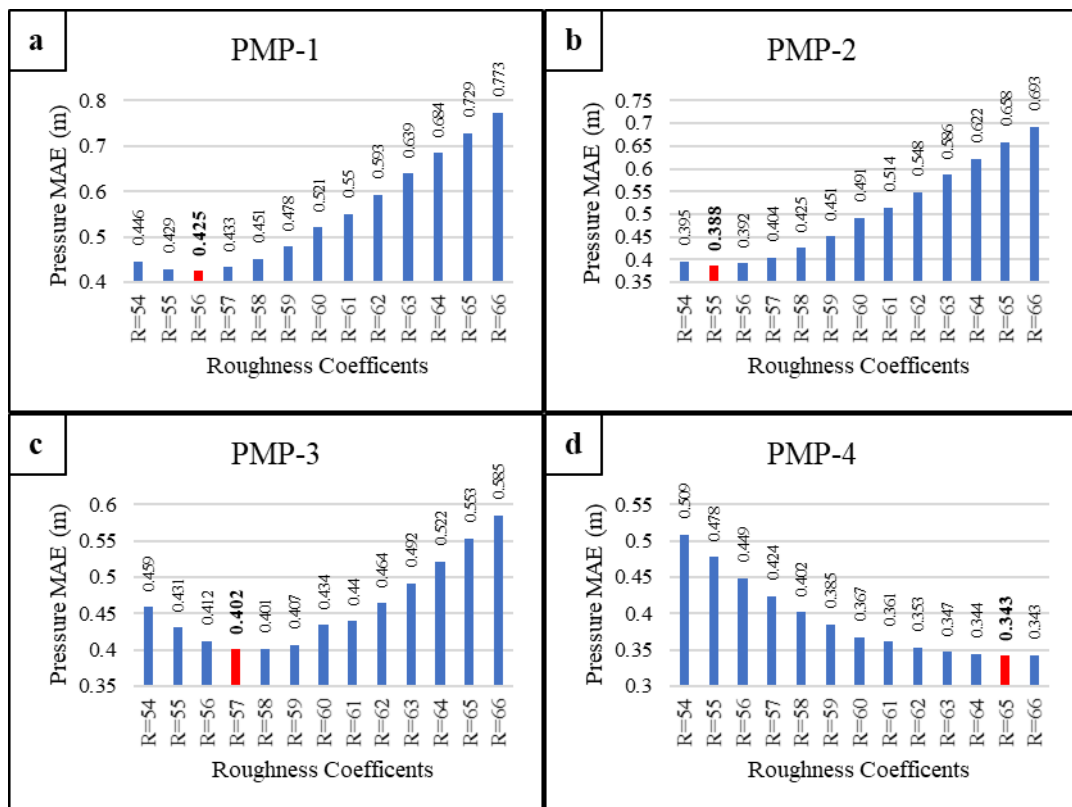 a
PMP-1
Pressure MAE (m)
0.8
0.7
0.6
0.5
0.4
0.446
0.429
0.425
0.433
0.451
0.478
0.521
0.55
0.593
0.639
0.684
0.729
0.773
R=54
R=55
R=56
R=57
R=58
R=59
R=60
R=61
R=62
R=63
R=64
R=65
R=66
Roughness Coefficents
b
PMP-2
Pressure MAE (m)
0.75
0.7
0.65
0.6
0.55
0.5
0.45
0.4
0.35
0.395
0.388
0.392
0.404
0.425
0.451
0.491
0.514
0.548
0.586
0.622
0.658
0.693
R=54
R=55
R=56
R=57
R=58
R=59
R=60
R=61
R=62
R=63
R=64
R=65
R=66
Roughness Coefficents
c
PMP-3
Pressure MAE (m)
0.6
0.55
0.5
0.45
0.4
0.35
0.459
0.431
0.412
0.402
0.401
0.407
0.434
0.44
0.464
0.492
0.522
0.553
0.585
R=54
R=55
R=56
R=57
R=58
R=59
R=60
R=61
R=62
R=63
R=64
R=65
R=66
Roughness Coefficents
d
PMP-4
Pressure MAE (m)
0.55
0.5
0.45
0.4
0.35
0.3
0.509
0.478
0.449
0.424
0.402
0.385
0.367
0.361
0.353
0.347
0.344
0.343
0.343
R=54
R=55
R=56
R=57
R=58
R=59
R=60
R=61
R=62
R=63
R=64
R=65
R=66
Roughness Coefficents